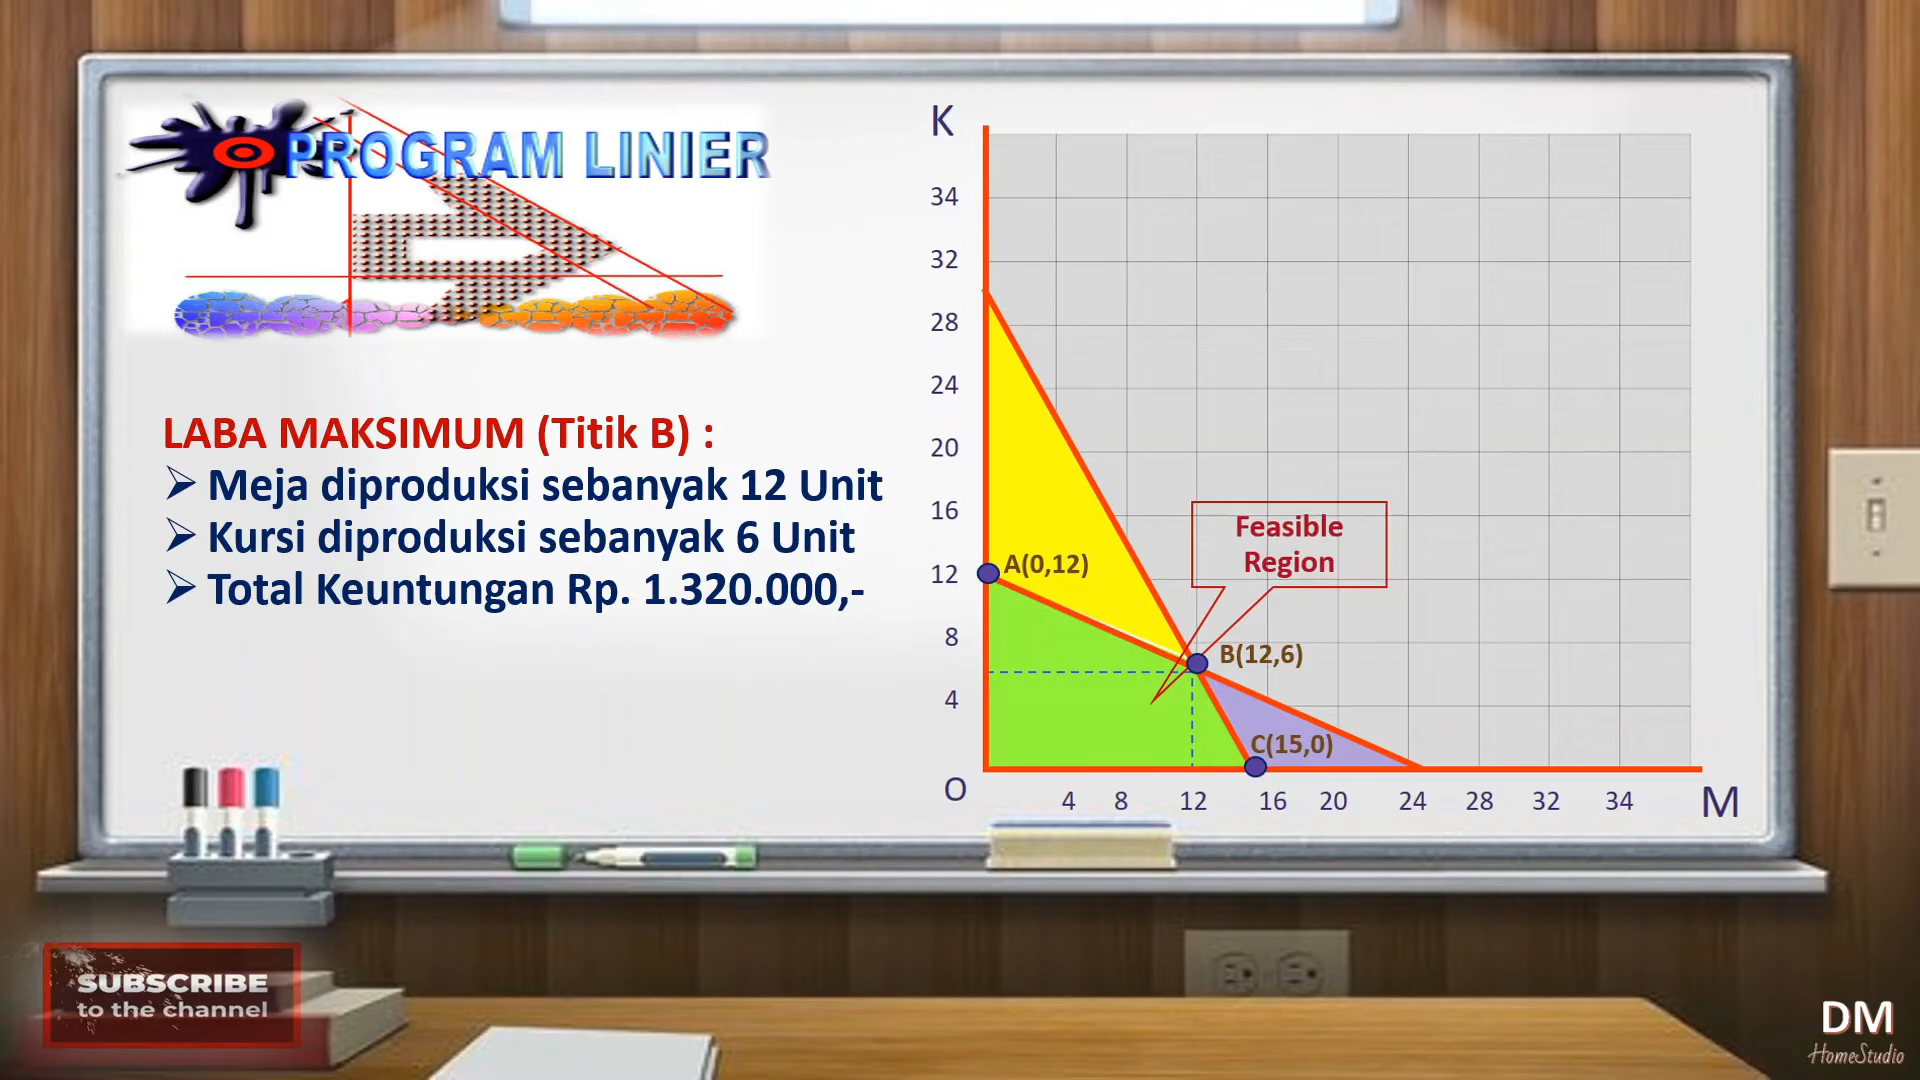 PROGRAM LINIER
LABA MAKSIMUM (Titik B) :
Meja diproduksi sebanyak 12 Unit
Kursi diproduksi sebanyak 6 Unit
Total Keuntungan Rp. 1.320.000,-
K
34
32
28
24
20
16
12
8
4
O
Feasible
Region
A(0,12)
B(12,6)
C(15,0)
4 8 12 16 20 24 28 32 34
M
SUBSCRIBE
to the channel
DM
HomeStudio